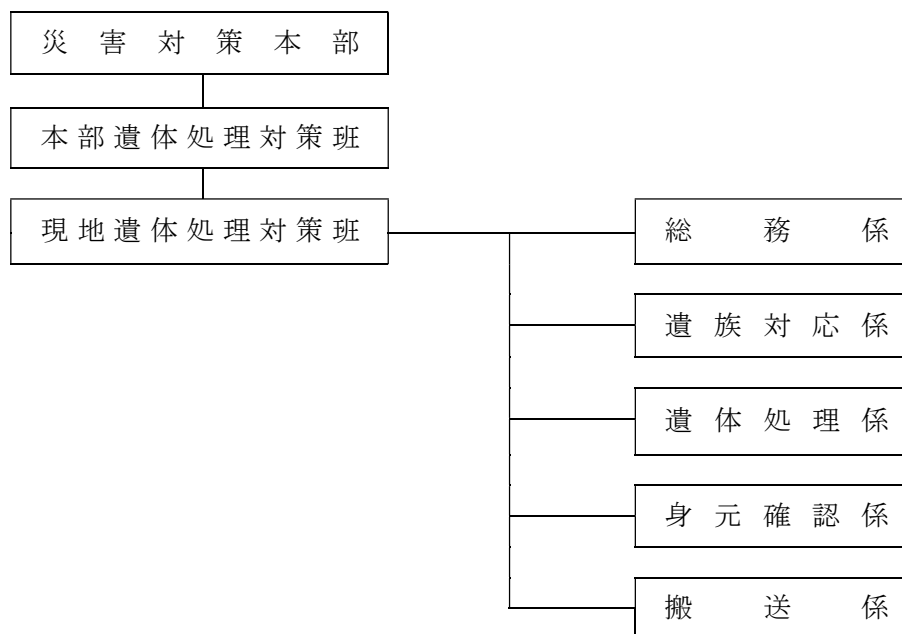 災害対策本部
本部遺体処理対策班
現地遺体処理対策班
総務係
遺族対応係
遺体処理係
身元確認係
搬送係